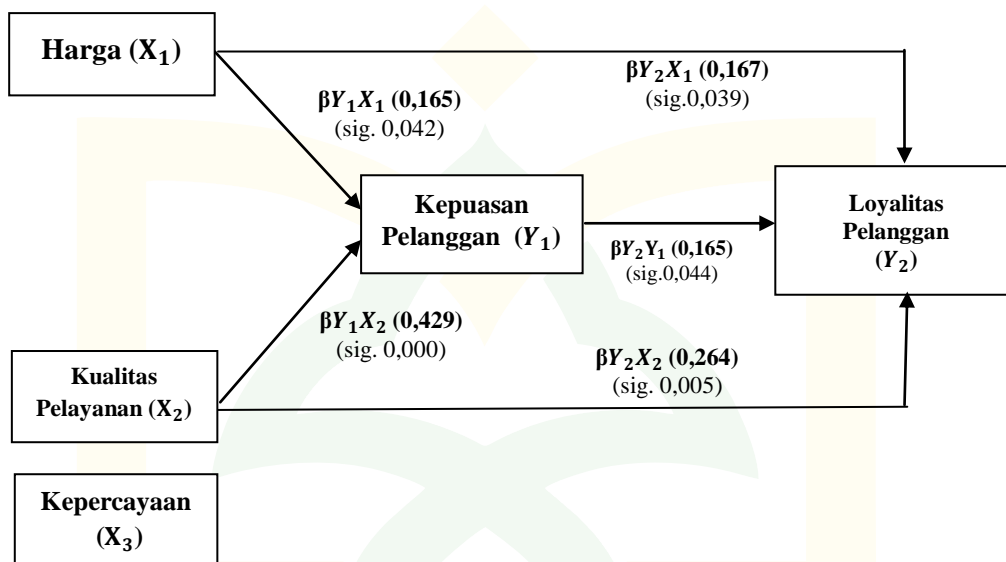 Harga (X₁)
βY₂X₁ (0,167)
(sig.0,039)
βY₁X₁ (0,165)
(sig. 0,042)
Kepuasan
Pelanggan (Y₁)
Loyalitas
Pelanggan
(Y₂)
βY₂Y₁ (0,165)
(sig.0,044)
βY₁X₂ (0,429)
(sig. 0,000)
βY₂X₂ (0,264)
(sig. 0,005)
Kualitas
Pelayanan (X₂)
Kepercayaan
(X₃)